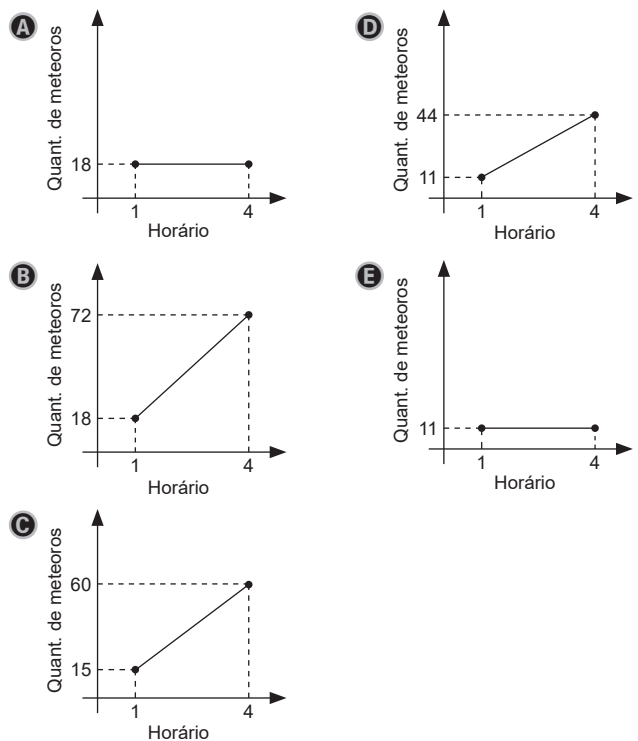 A
Quant. de meteoros
18
1
4
Horário
B
Quant. de meteoros
72
18
1
4
Horário
C
Quant. de meteoros
60
15
1
4
Horário
D
Quant. de meteoros
44
11
1
4
Horário
E
Quant. de meteoros
11
1
4
Horário